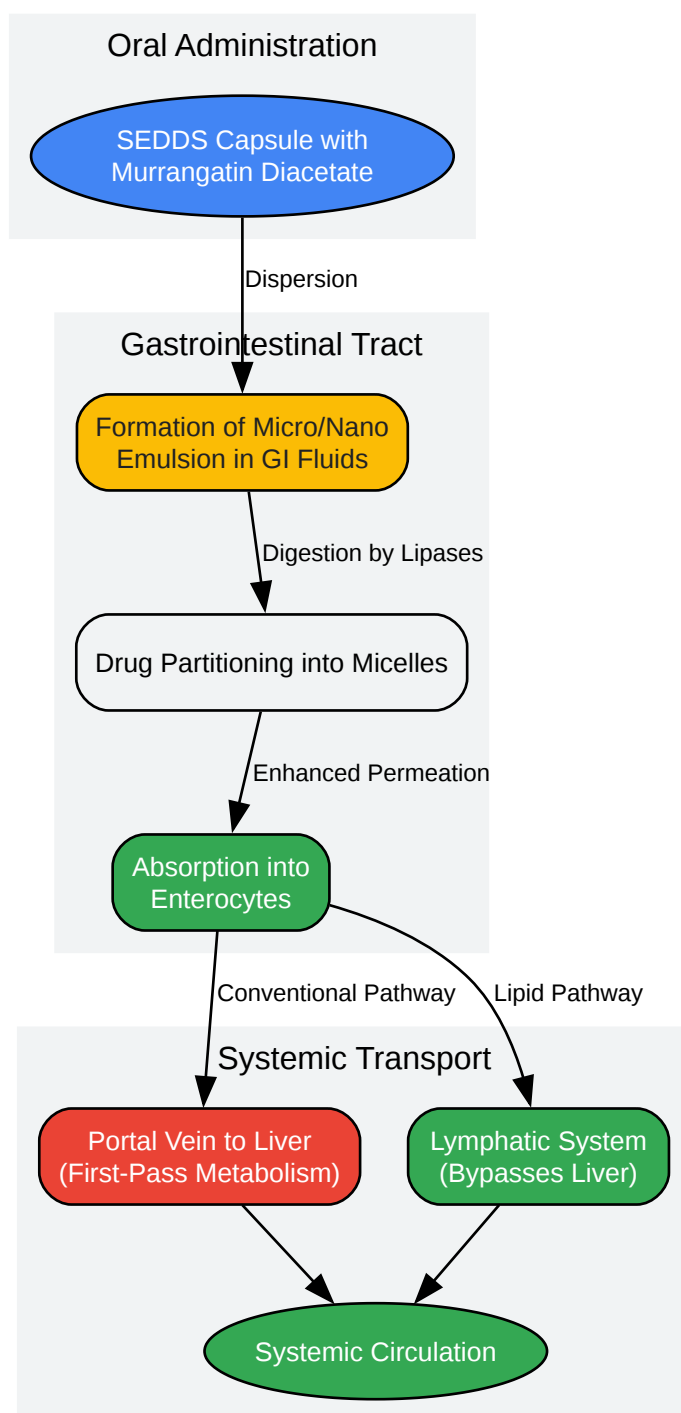 Oral Administration
SEDDS Capsule with
Murrangatin Diacetate
Dispersion
Gastrointestinal Tract
Formation of Micro/Nano
Emulsion in GI Fluids
Digestion by Lipases
Drug Partitioning into Micelles
Enhanced Permeation
Absorption into
Enterocytes
Conventional Pathway
Lipid Pathway
Systemic Transport
Portal Vein to Liver
(First-Pass Metabolism)
Lymphatic System
(Bypasses Liver)
Systemic Circulation